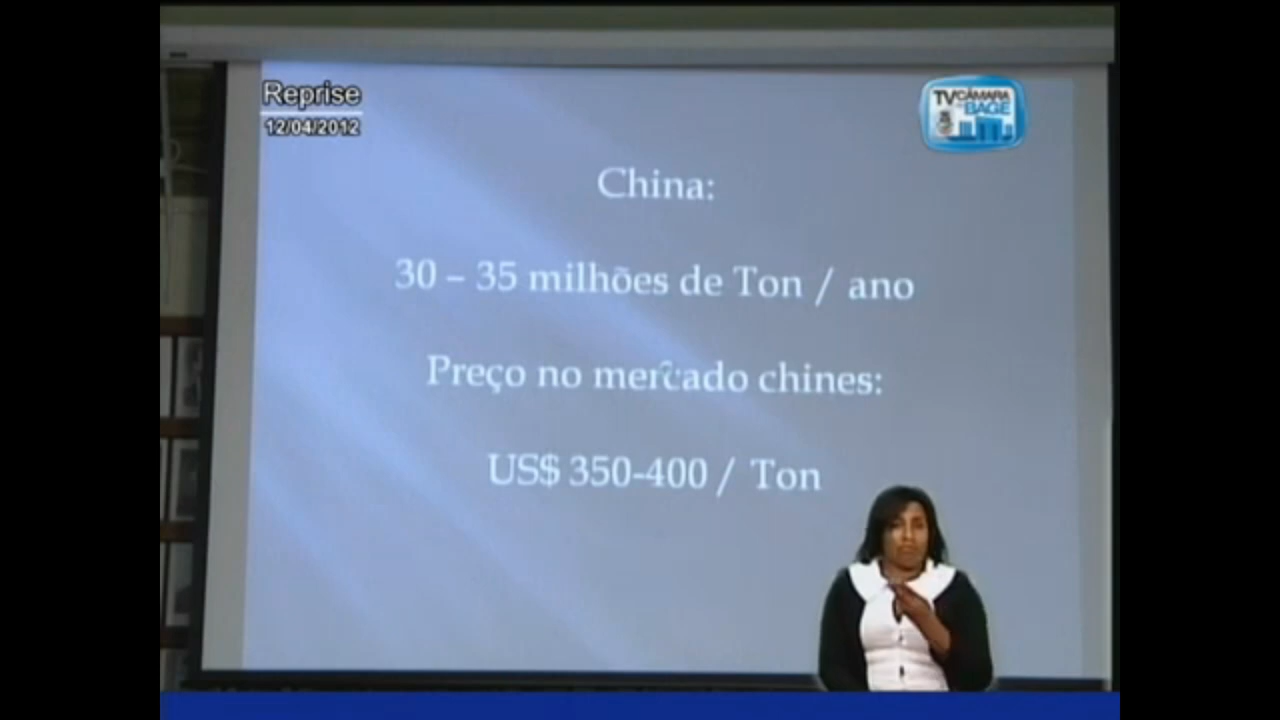 Reprise
12/04/2012
TV CÂMARA
BAGÉ
China:
30 – 35 milhões de Ton / ano
Preço no mercado chines:
US$ 350-400 / Ton